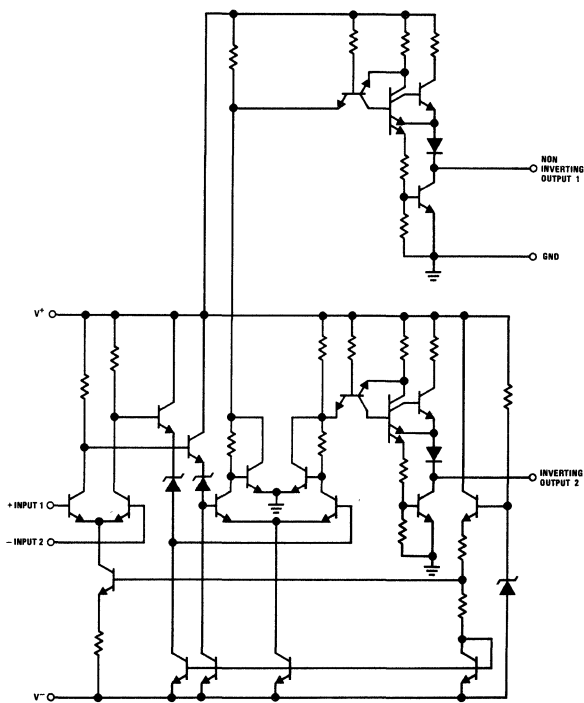 NON
INVERTING
OUTPUT 1
GND
V+
INVERTING
OUTPUT 2
+ INPUT 1
− INPUT 2
V−